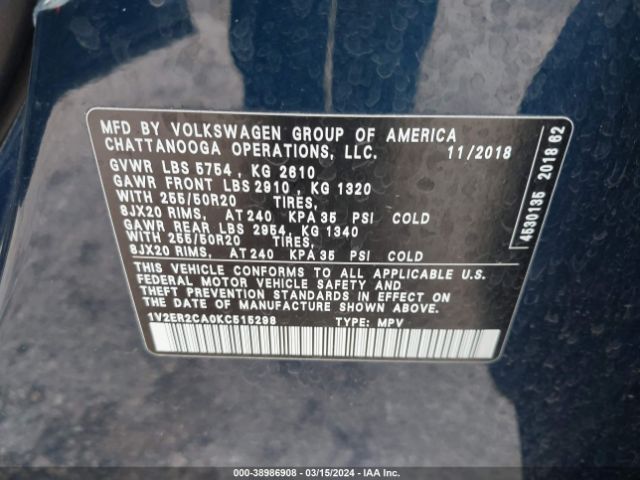 MFD BY VOLKSWAGEN GROUP OF AMERICA
CHATTANOOGA OPERATIONS, LLC. 11/2018
GVWR LBS 5754 , KG 2610
GAWR FRONT LBS 2910 , KG 1320
WITH 255/50R20 TIRES,
8JX20 RIMS, AT 240 KPA 35 PSI COLD
GAWR REAR LBS 2954, KG 1340
WITH 255/50R20 TIRES,
8JX20 RIMS, AT 240 KPA 35 PSI COLD
THIS VEHICLE CONFORMS TO ALL APPLICABLE U.S.
FEDERAL MOTOR VEHICLE SAFETY AND
THEFT PREVENTION STANDARDS IN EFFECT ON
THE DATE OF MANUFACTURE SHOWN ABOVE.
1V2ER2CA0KC515298 TYPE: MPV
4530135 2018 62
000-38986908 - 03/15/2024 - IAA Inc.